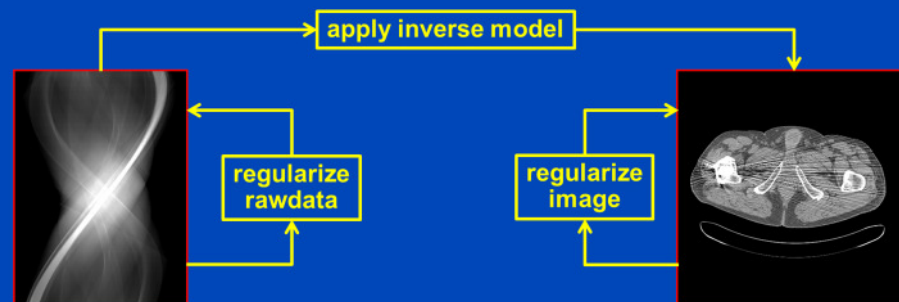 apply inverse model
regularize
rawdata
regularize
image